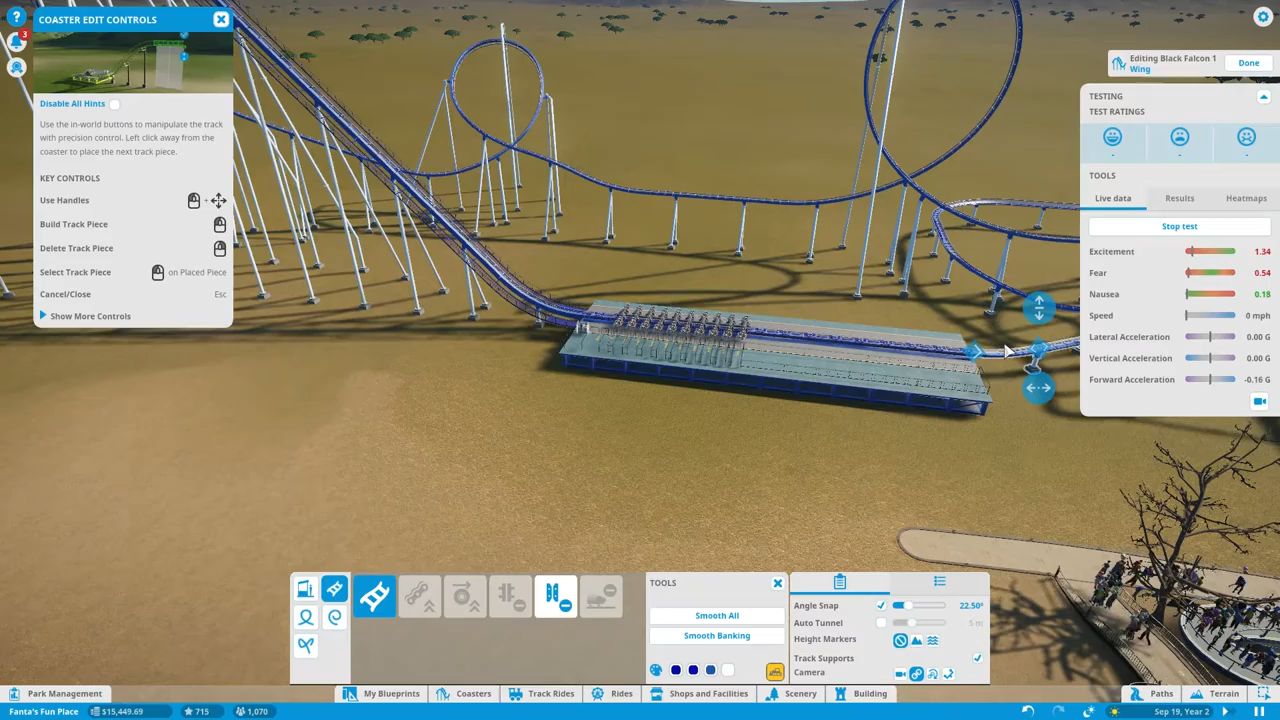 COASTER EDIT CONTROLS
?
3
Disable All Hints
Use the in-world buttons to manipulate the track
with precision control. Left click away from the
coaster to place the next track piece.
KEY CONTROLS
Use Handles
+
Build Track Piece
Delete Track Piece
Select Track Piece
on Placed Piece
Cancel/Close
Esc
Show More Controls
Editing Black Falcon 1
Wing
Done
TESTING
TEST RATINGS
-
-
-
TOOLS
Live data
Results
Heatmaps
Stop test
Excitement
1.34
Fear
0.54
Nausea
0.18
Speed
0 mph
Lateral Acceleration
0.00 G
Vertical Acceleration
0.00 G
Forward Acceleration
-0.16 G
TOOLS
Smooth All
Smooth Banking
Angle Snap
22.50°
Auto Tunnel
5 m
Height Markers
Track Supports
Camera
Park Management
My Blueprints
Coasters
Track Rides
Rides
Shops and Facilities
Scenery
Building
Paths
Terrain
Fanta's Fun Place
$15,449.69
715
1,070
Sep 19, Year 2